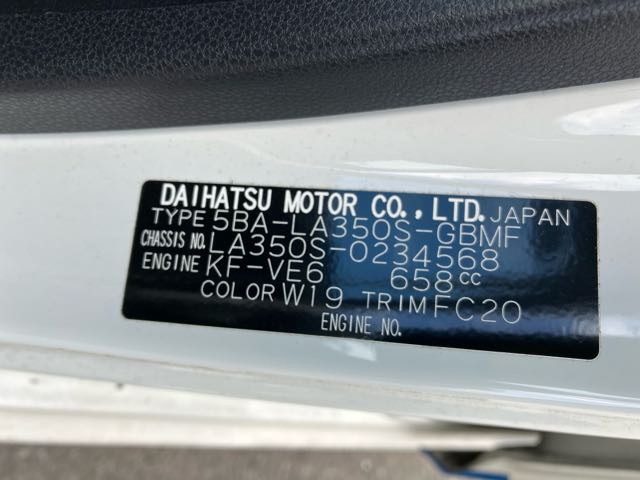 DAIHATSU MOTOR CO., LTD. JAPAN
TYPE 5BA-LA350S-GBMF
CHASSIS NO. LA350S-0234568
ENGINE KF-VE6 658cc
COLOR W19 TRIM FC20
ENGINE NO.